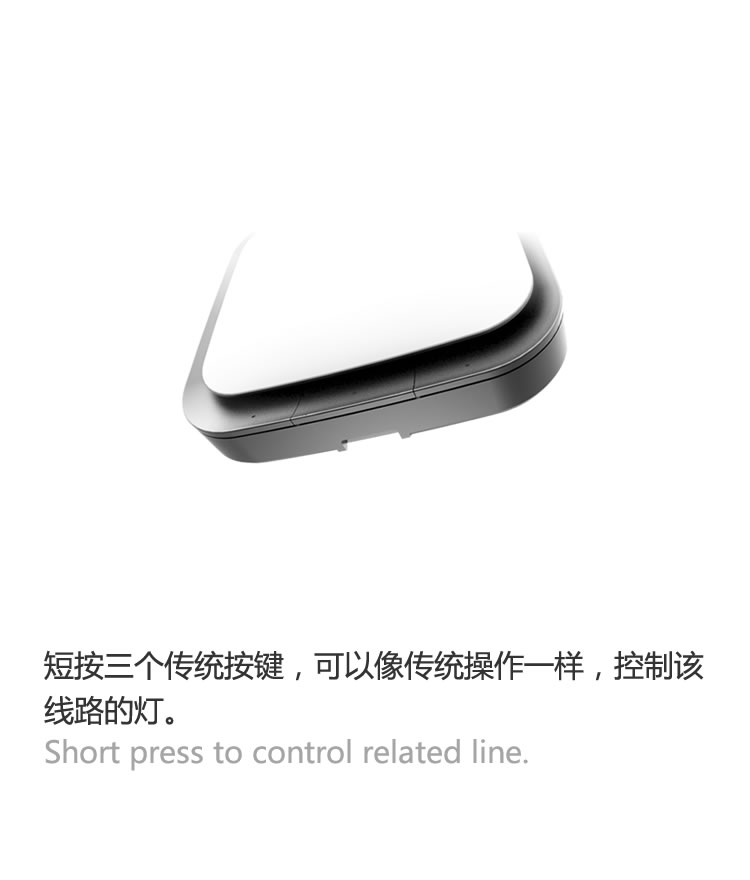 短按三个传统按键，可以像传统操作一样，控制该
线路的灯。
Short press to control related line.